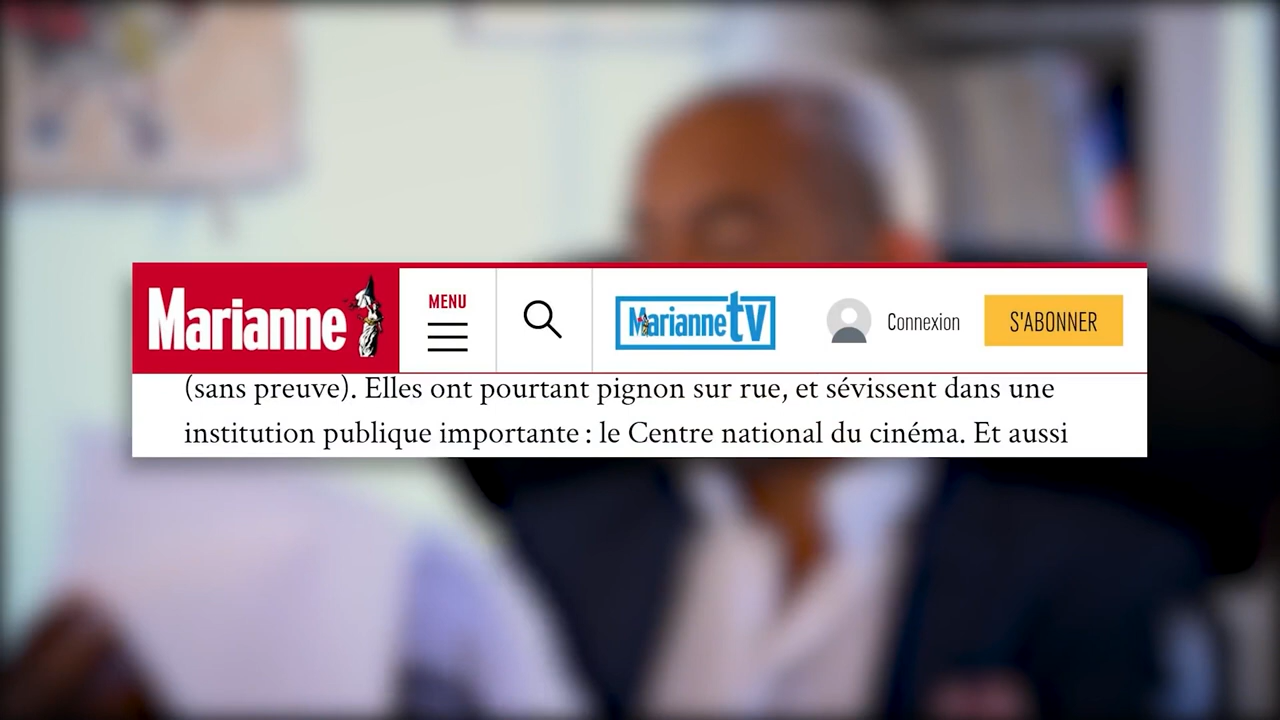 Marianne
MENU
MarianneTV
Connexion
S'ABONNER
(sans preuve). Elles ont pourtant pignon sur rue, et sévissent dans une
institution publique importante : le Centre national du cinéma. Et aussi